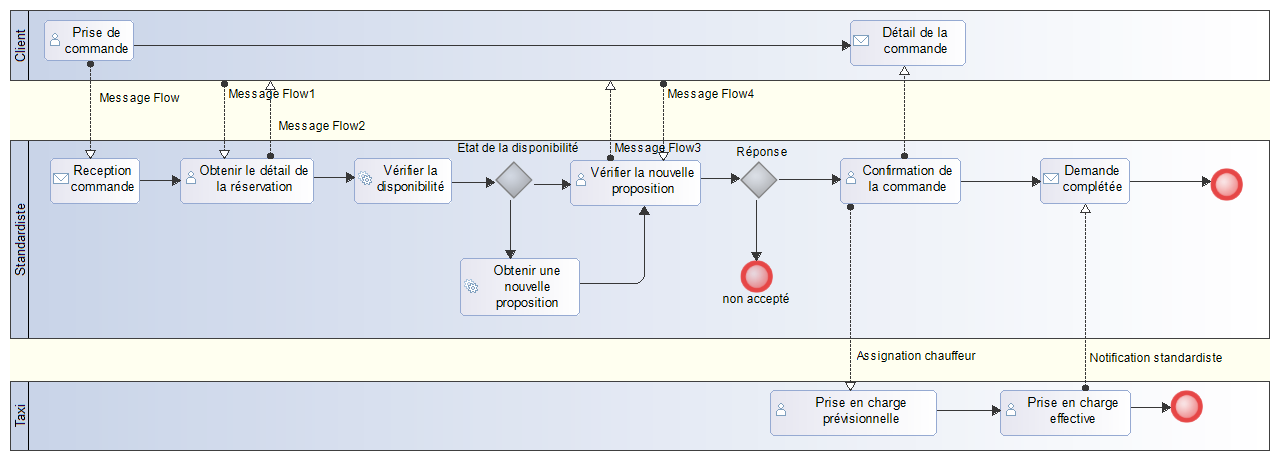 Client
Prise de
commande
Détail de la
commande
Message Flow
Message Flow1
Message Flow2
Message Flow4
Message Flow3
Standardiste
Reception
commande
Obtenir le détail de
la réservation
Vérifier la
disponibilité
Etat de la disponibilité
Vérifier la nouvelle
proposition
Réponse
Confirmation de
la commande
Demande
complétée
Obtenir une
nouvelle
proposition
non accepté
Assignation chauffeur
Notification standardiste
Taxi
Prise en charge
prévisionnelle
Prise en charge
effective